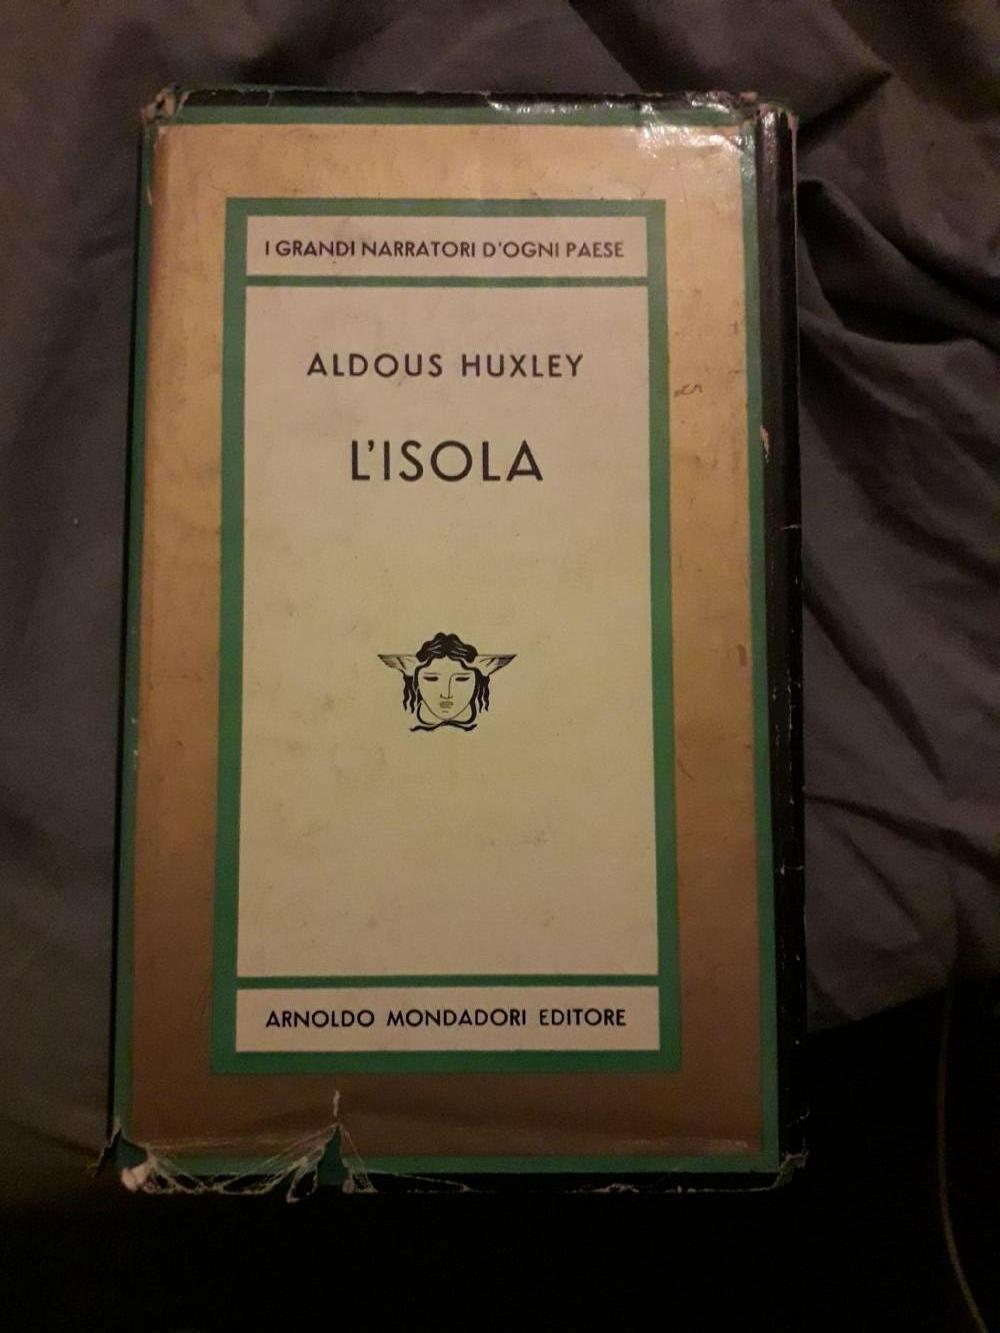 I GRANDI NARRATORI D'OGNI PAESE
ALDOUS HUXLEY
L'ISOLA
ARNOLDO MONDADORI EDITORE